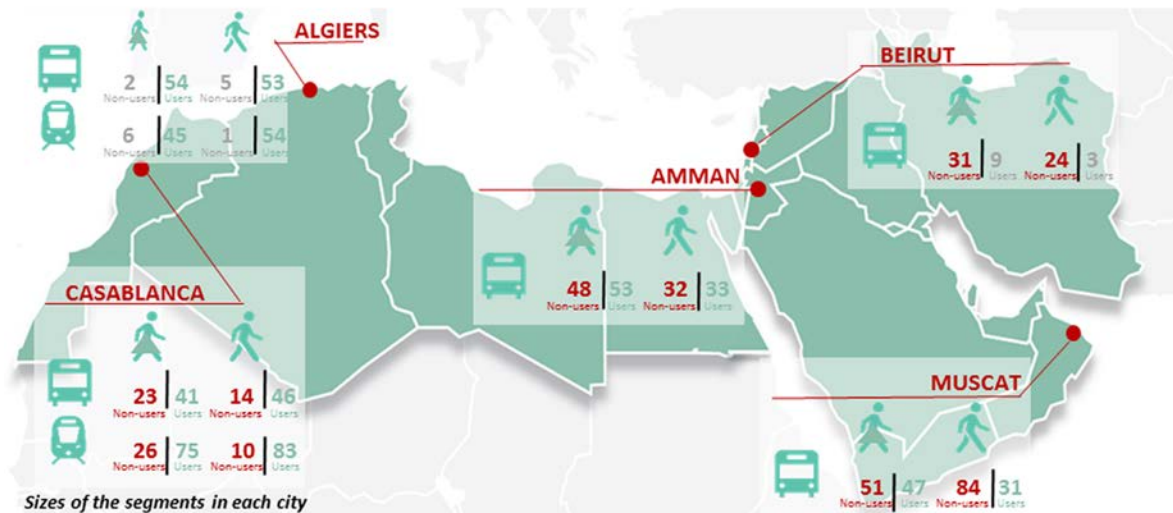 ALGIERS
2 54 5 53
Non-users Users Non-users Users
6 45 1 54
Non-users Users Non-users Users
BEIRUT
31 9 24 3
Non-users Users Non-users Users
AMMAN
48 53 32 33
Non-users Users Non-users Users
CASABLANCA
23 41 14 46
Non-users Users Non-users Users
26 75 10 83
Non-users Users Non-users Users
MUSCAT
51 47 84 31
Non-users Users Non-users Users
Sizes of the segments in each city